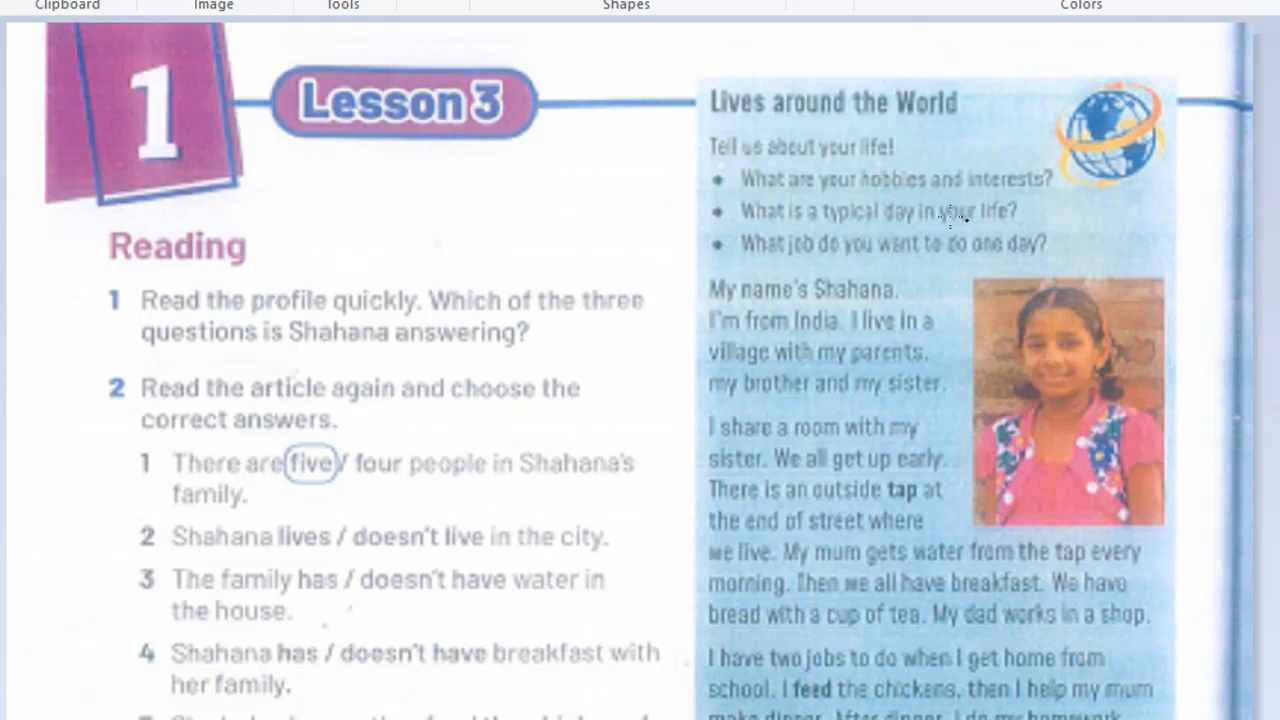 Clipboard
Image
Tools
Shapes
Colors
1
Lesson 3
Reading
1 Read the profile quickly. Which of the three
questions is Shahana answering?
2 Read the article again and choose the
correct answers.
1 There are five / four people in Shahana's
family.
2 Shahana lives / doesn't live in the city.
3 The family has / doesn't have water in
the house.
4 Shahana has / doesn't have breakfast with
her family.
Lives around the World
Tell us about your life!
• What are your hobbies and interests?
• What is a typical day in your life?
• What job do you want to do one day?
My name's Shahana.
I'm from India. I live in a
village with my parents,
my brother and my sister.
I share a room with my
sister. We all get up early.
There is an outside tap at
the end of street where
we live. My mum gets water from the tap every
morning. Then we all have breakfast. We have
bread with a cup of tea. My dad works in a shop.
I have two jobs to do when I get home from
school. I feed the chickens, then I help my mum
make dinner. After dinner, I do my homework